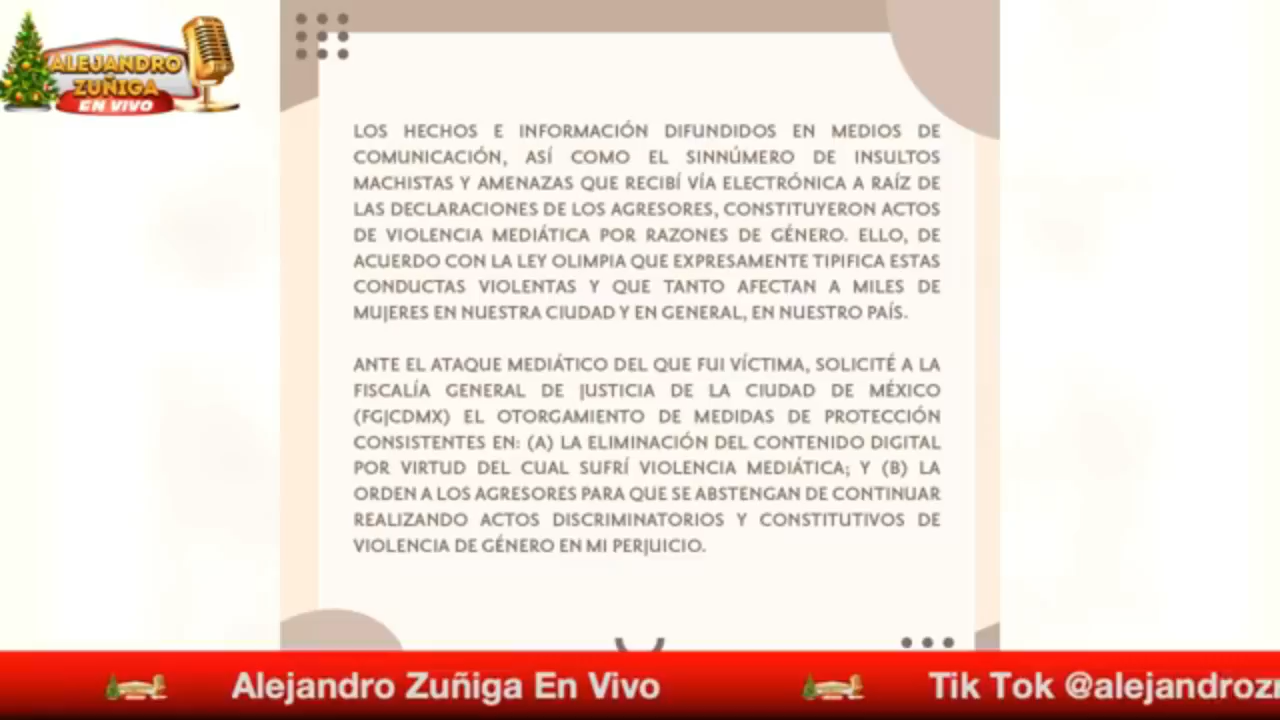 ALEJANDRO
ZUÑIGA
EN VIVO
LOS HECHOS E INFORMACIÓN DIFUNDIDOS EN MEDIOS DE
COMUNICACIÓN, ASÍ COMO EL SINNÚMERO DE INSULTOS
MACHISTAS Y AMENAZAS QUE RECIBÍ VÍA ELECTRÓNICA A RAÍZ DE
LAS DECLARACIONES DE LOS AGRESORES, CONSTITUYERON ACTOS
DE VIOLENCIA MEDIÁTICA POR RAZONES DE GÉNERO. ELLO, DE
ACUERDO CON LA LEY OLIMPIA QUE EXPRESAMENTE TIPIFICA ESTAS
CONDUCTAS VIOLENTAS Y QUE TANTO AFECTAN A MILES DE
MUJERES EN NUESTRA CIUDAD Y EN GENERAL, EN NUESTRO PAÍS.
ANTE EL ATAQUE MEDIÁTICO DEL QUE FUI VÍCTIMA, SOLICITÉ A LA
FISCALÍA GENERAL DE JUSTICIA DE LA CIUDAD DE MÉXICO
(FGJCDMX) EL OTORGAMIENTO DE MEDIDAS DE PROTECCIÓN
CONSISTENTES EN: (A) LA ELIMINACIÓN DEL CONTENIDO DIGITAL
POR VIRTUD DEL CUAL SUFRÍ VIOLENCIA MEDIÁTICA; Y (B) LA
ORDEN A LOS AGRESORES PARA QUE SE ABSTENGAN DE CONTINUAR
REALIZANDO ACTOS DISCRIMINATORIOS Y CONSTITUTIVOS DE
VIOLENCIA DE GÉNERO EN MI PERJUICIO.
Alejandro Zuñiga En Vivo
Tik Tok @alejandrozr